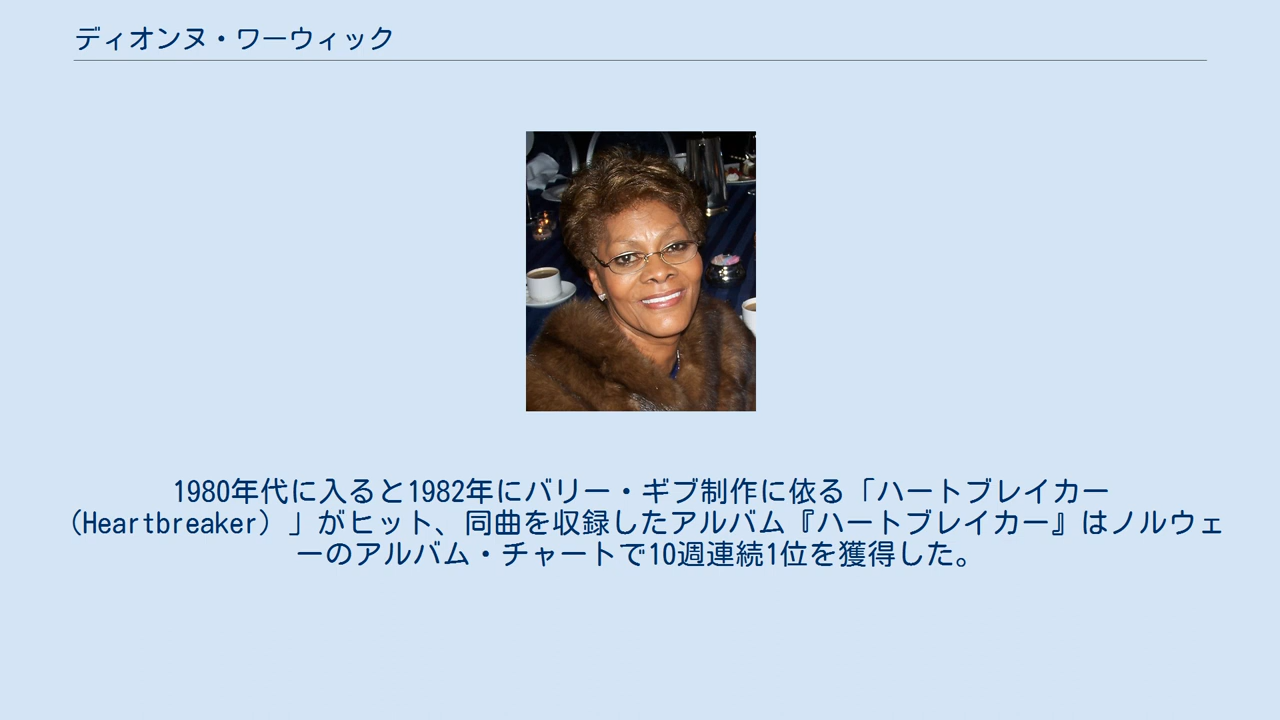 ディオンヌ・ワーウィック
1980年代に入ると1982年にバリー・ギブ制作に依る「ハートブレイカー
（Heartbreaker）」がヒット、同曲を収録したアルバム『ハートブレイカー』はノルウェ
ーのアルバム・チャートで10週連続1位を獲得した。